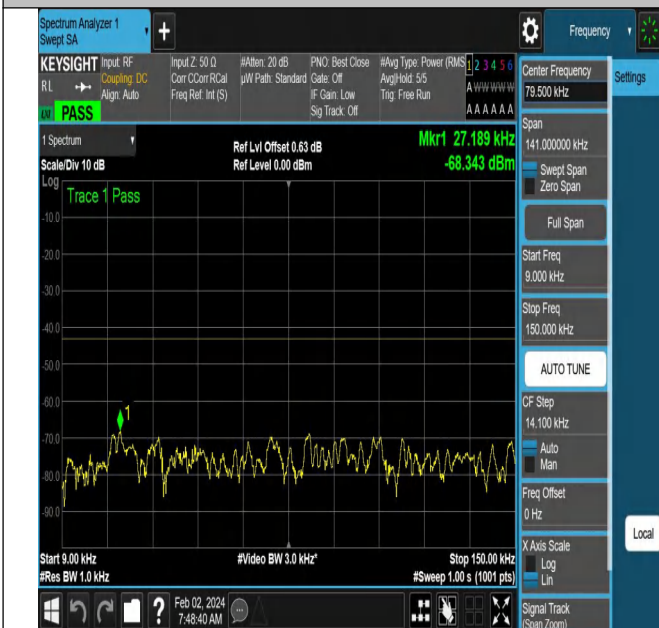 Spectrum Analyzer 1
Swept SA
+
Frequency
KEYSIGHT
Input: RF
Coupling: DC
Align: Auto
Input Z: 50 Ω
Corr CCorr RCal
Freq Ref: Int (S)
#Atten: 20 dB
µW Path: Standard
PNO: Best Close
Gate: Off
IF Gain: Low
Sig Track: Off
#Avg Type: Power (RMS
Avg|Hold: 5/5
Trig: Free Run
1 2 3 4 5 6
A W W W W W
A A A A A A
RL
LXI
PASS
1 Spectrum
Scale/Div 10 dB
Ref Lvl Offset 0.63 dB
Ref Level 0.00 dBm
Mkr1 27.189 kHz
-68.343 dBm
Log
Trace 1 Pass
-10.0
-20.0
-30.0
-40.0
-50.0
-60.0
1
-70.0
-80.0
-90.0
Start 9.00 kHz
#Res BW 1.0 kHz
#Video BW 3.0 kHz*
Stop 150.00 kHz
#Sweep 1.00 s (1001 pts)
?
Feb 02, 2024
7:48:40 AM
Center Frequency
79.500 kHz
Settings
Span
141.000000 kHz
Swept Span
Zero Span
Full Span
Start Freq
9.000 kHz
Stop Freq
150.000 kHz
AUTO TUNE
CF Step
14.100 kHz
Auto
Man
Freq Offset
0 Hz
Local
X Axis Scale
Log
Lin
Signal Track
(Span Zoom)